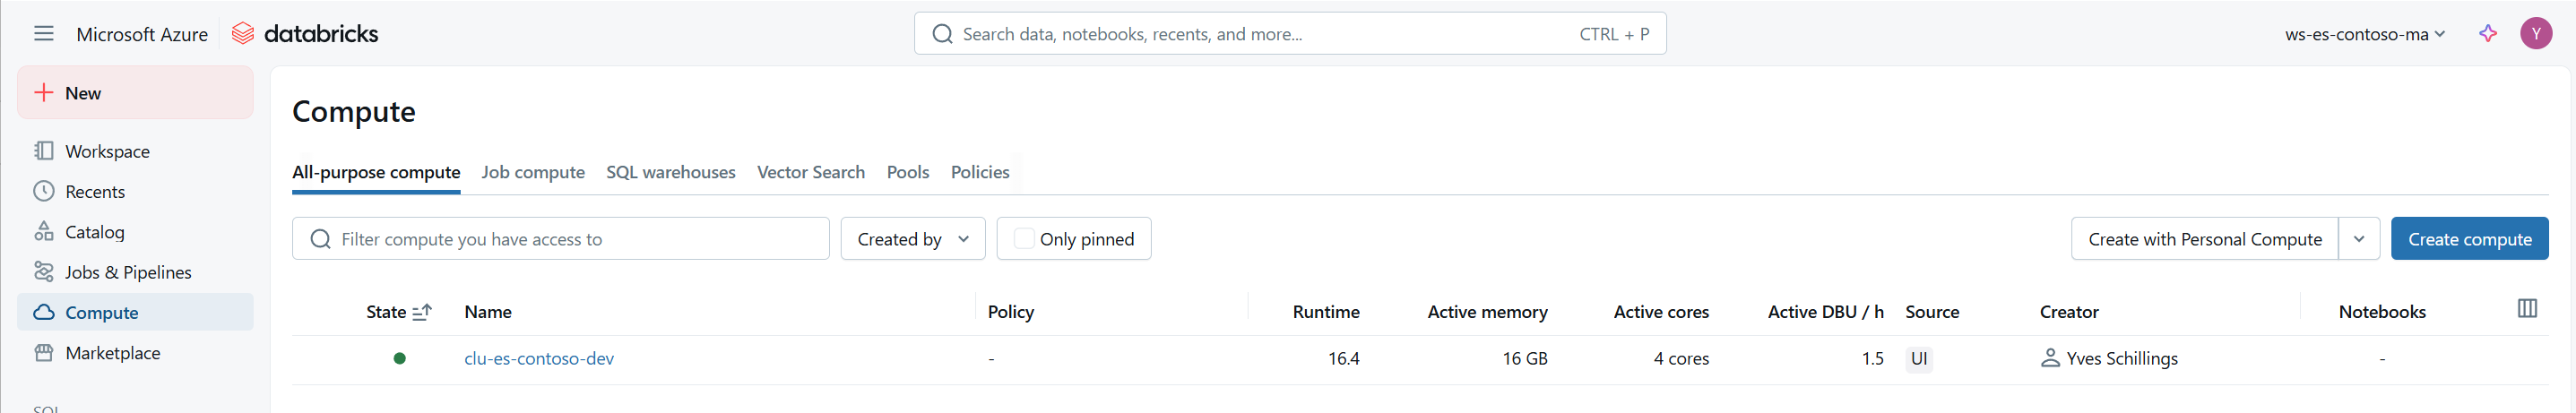 Microsoft Azure databricks Search data, notebooks, recents, and more... CTRL + P ws-es-contoso-ma Y
New
Workspace
Recents
Catalog
Jobs & Pipelines
Compute
Marketplace
SQL
Compute
All-purpose compute Job compute SQL warehouses Vector Search Pools Policies
Filter compute you have access to Created by Only pinned Create with Personal Compute Create compute
State Name Policy Runtime Active memory Active cores Active DBU / h Source Creator Notebooks
clu-es-contoso-dev - 16.4 16 GB 4 cores 1.5 UI Yves Schillings -